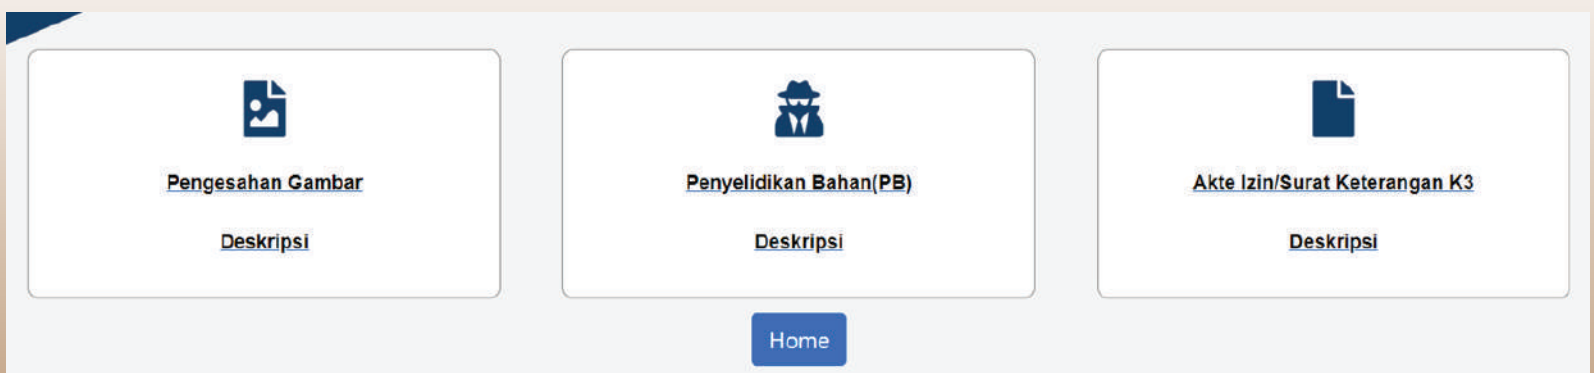 Pengesahan Gambar
Deskripsi
Penyelidikan Bahan(PB)
Deskripsi
Akte Izin/Surat Keterangan K3
Deskripsi
Home